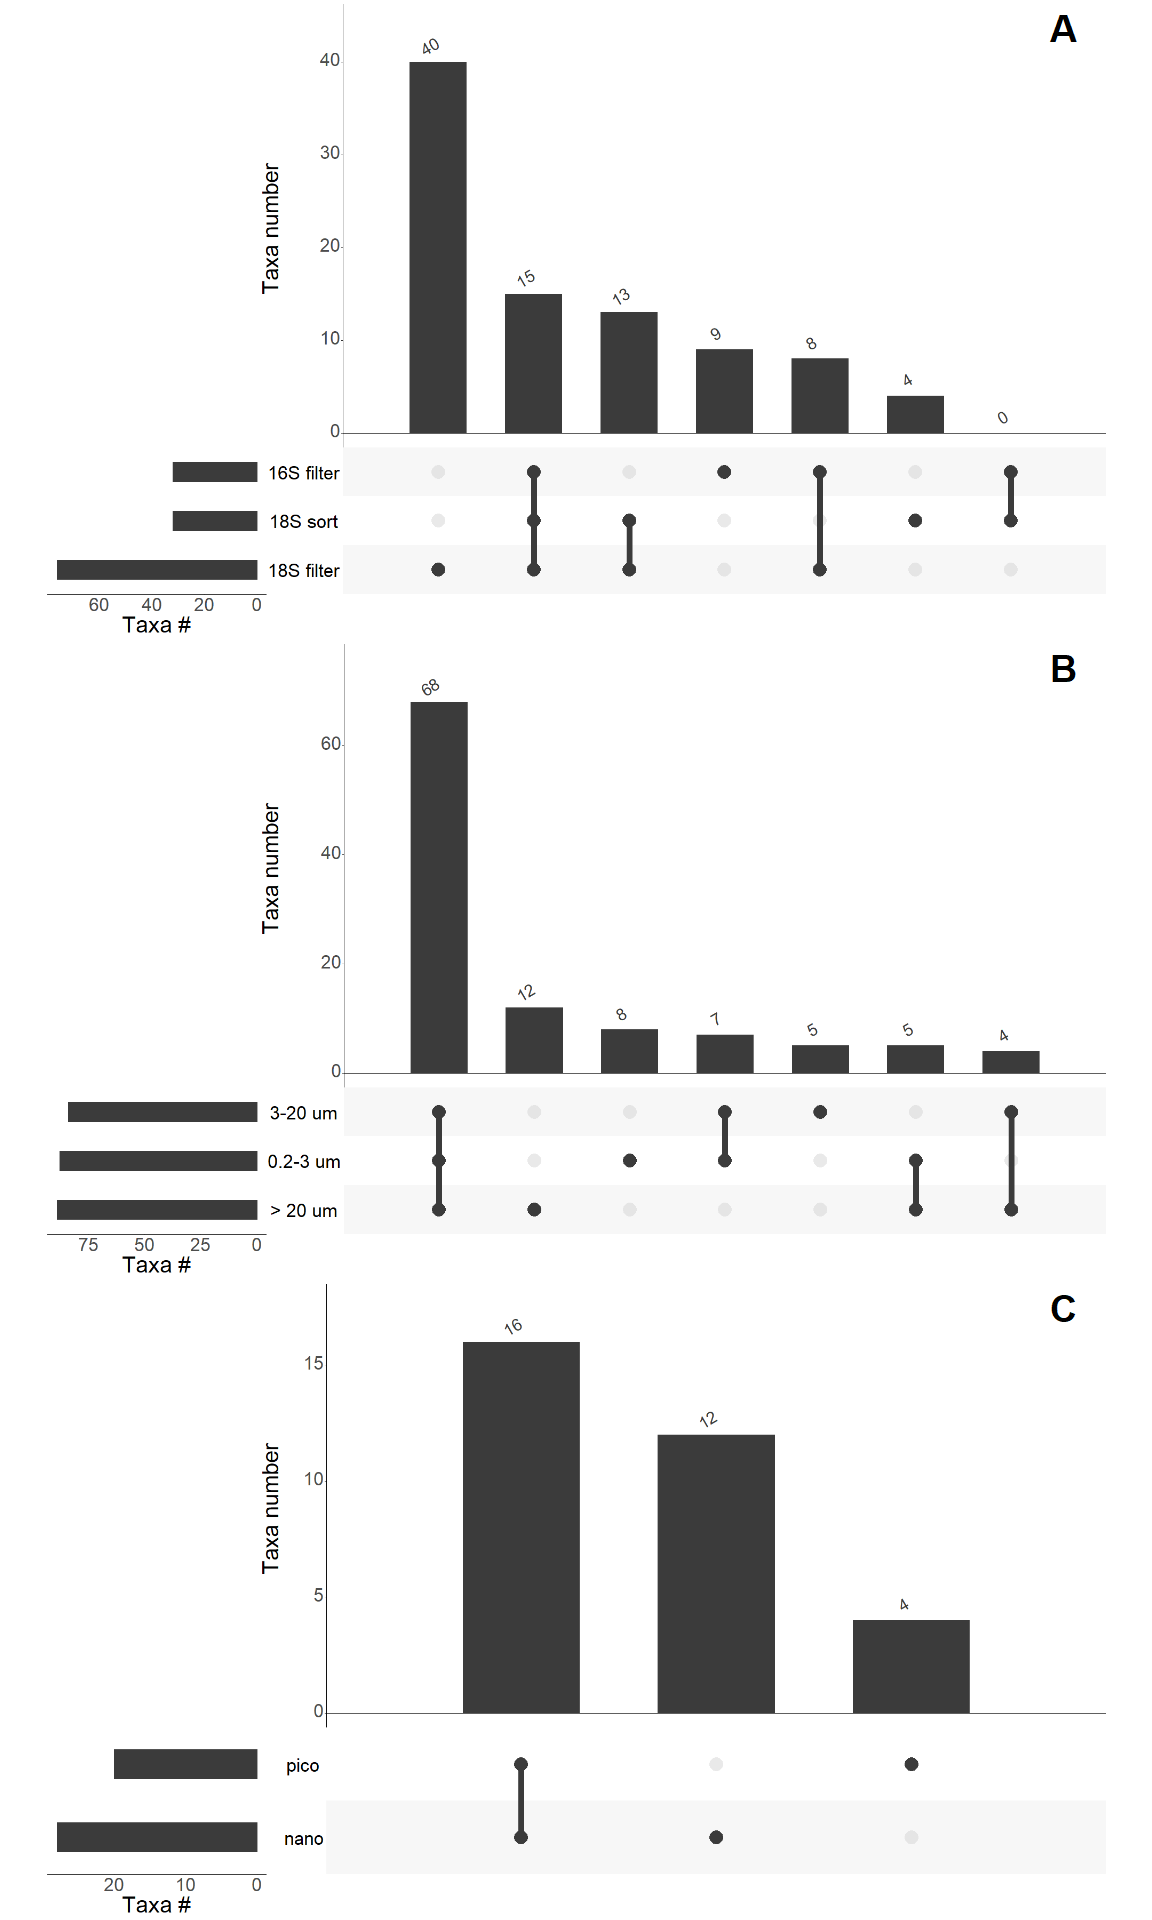 A
40
40
30
Taxa number
20
15
13
10
9
8
4
0
0
16S filter
18S sort
18S filter
60 40 20 0
Taxa #
B
68
60
Taxa number
40
20
12
8
7
5
5
4
0
3-20 um
0.2-3 um
> 20 um
75 50 25 0
Taxa #
C
16
15
12
Taxa number
10
5
4
0
pico
nano
20 10 0
Taxa #